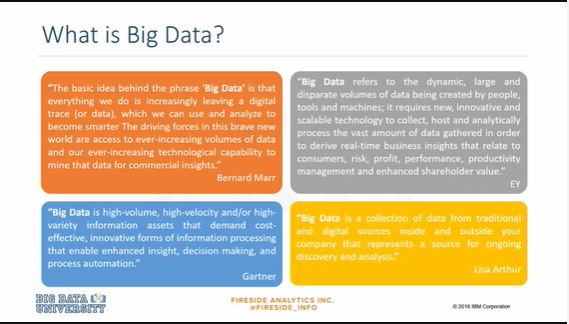 What is Big Data?
"The basic idea behind the phrase 'Big Data' is that
everything we do is increasingly leaving a digital
trace (or data), which we can use and analyze to
become smarter The driving forces in this brave new
world are access to ever-increasing volumes of data
and our ever-increasing technological capability to
mine that data for commercial insights."
Bernard Marr
"Big Data refers to the dynamic, large and
disparate volumes of data being created by people,
tools and machines; it requires new, innovative and
scalable technology to collect, host and analytically
process the vast amount of data gathered in order
to derive real-time business insights that relate to
consumers, risk, profit, performance, productivity
management and enhanced shareholder value."
EY
"Big Data is high-volume, high-velocity and/or high-
variety information assets that demand cost-
effective, innovative forms of information processing
that enable enhanced insight, decision making, and
process automation."
Gartner
"Big Data is a collection of data from traditional
and digital sources inside and outside your
company that represents a source for ongoing
discovery and analysis."
Lisa Arthur
BIG DATA
UNIVERSITY
FIRESIDE ANALYTICS INC.
@FIRESIDE_INFO
© 2016 IBM Corporation